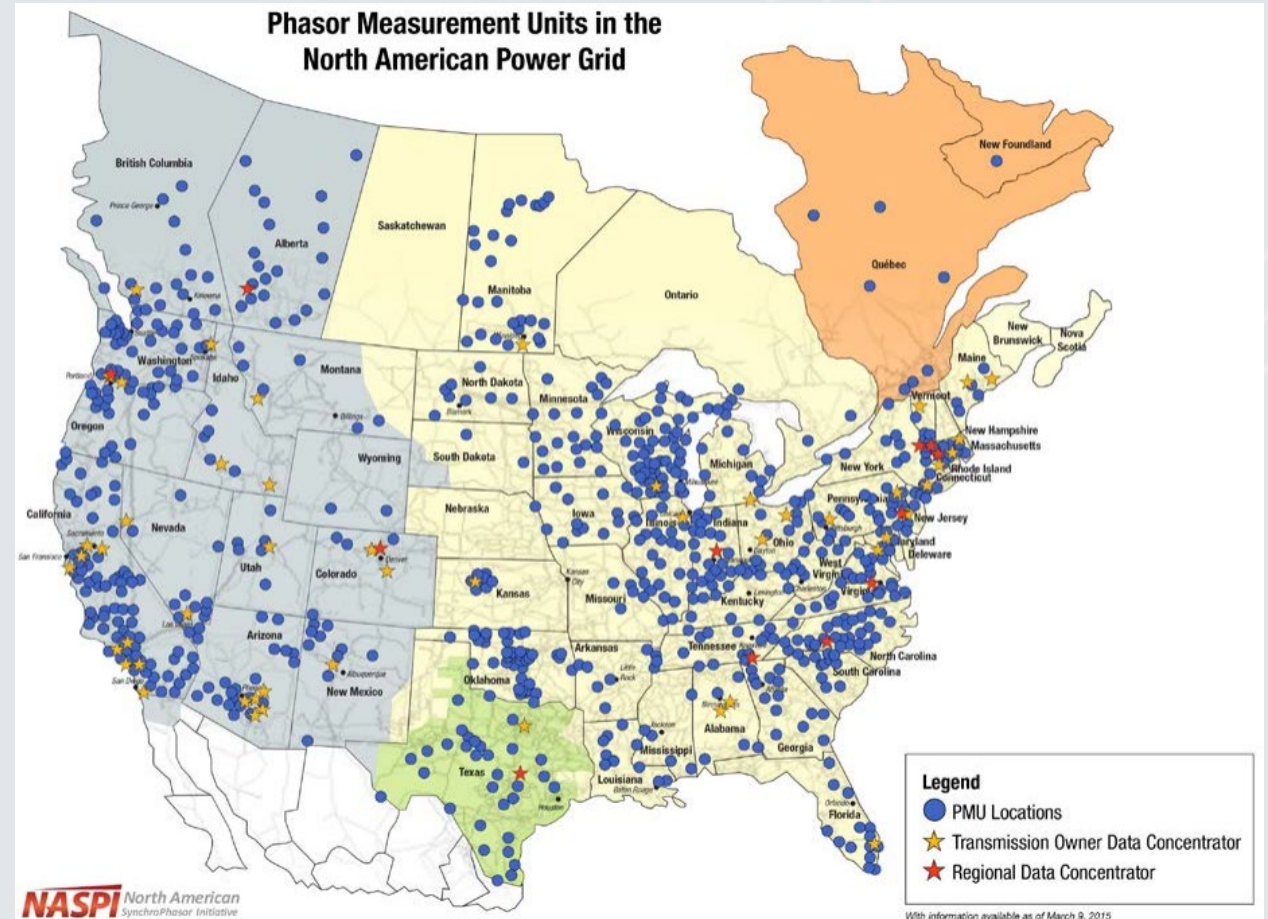 Phasor Measurement Units in the
North American Power Grid
New Foundland
British Columbia
Prince George
Saskatchewan
Alberta
Québec
Manitoba
Ontario
Kelowna
New
Brunswick
Nova
Scotia
Washington
Spokane
Maine
Portland
Idaho
Montana
North Dakota
Minnesota
Vermont
Bismark
Billings
Oregon
Wisconsin
New Hampshire
Massachusetts
Wyoming
South Dakota
Michigan
New York
Rhode Island
Connecticut
Milwaukee
Nebraska
Pennsylvania
California
Nevada
Iowa
Illinois
Indiana
New Jersey
Sacramento
Pittsburgh
Ohio
Maryland
Delaware
San Francisco
Dayton
Denver
Utah
Colorado
Kansas
City
West
Virginia
Kansas
Charleston
Virginia
Missouri
Lexington
Kentucky
Las Vegas
Arizona
Arkansas
Tennessee
North Carolina
Little
Rock
South Carolina
San Diego
Albuquerque
Oklahoma
New Mexico
Birmingham
Jackson
Alabama
Mississippi
Georgia
Texas
Louisiana
Baton Rouge
Houston
Orlando
Florida
Legend
PMU Locations
Transmission Owner Data Concentrator
Regional Data Concentrator
NASPI North American
SynchroPhasor Initiative
With information available as of March 9, 2015